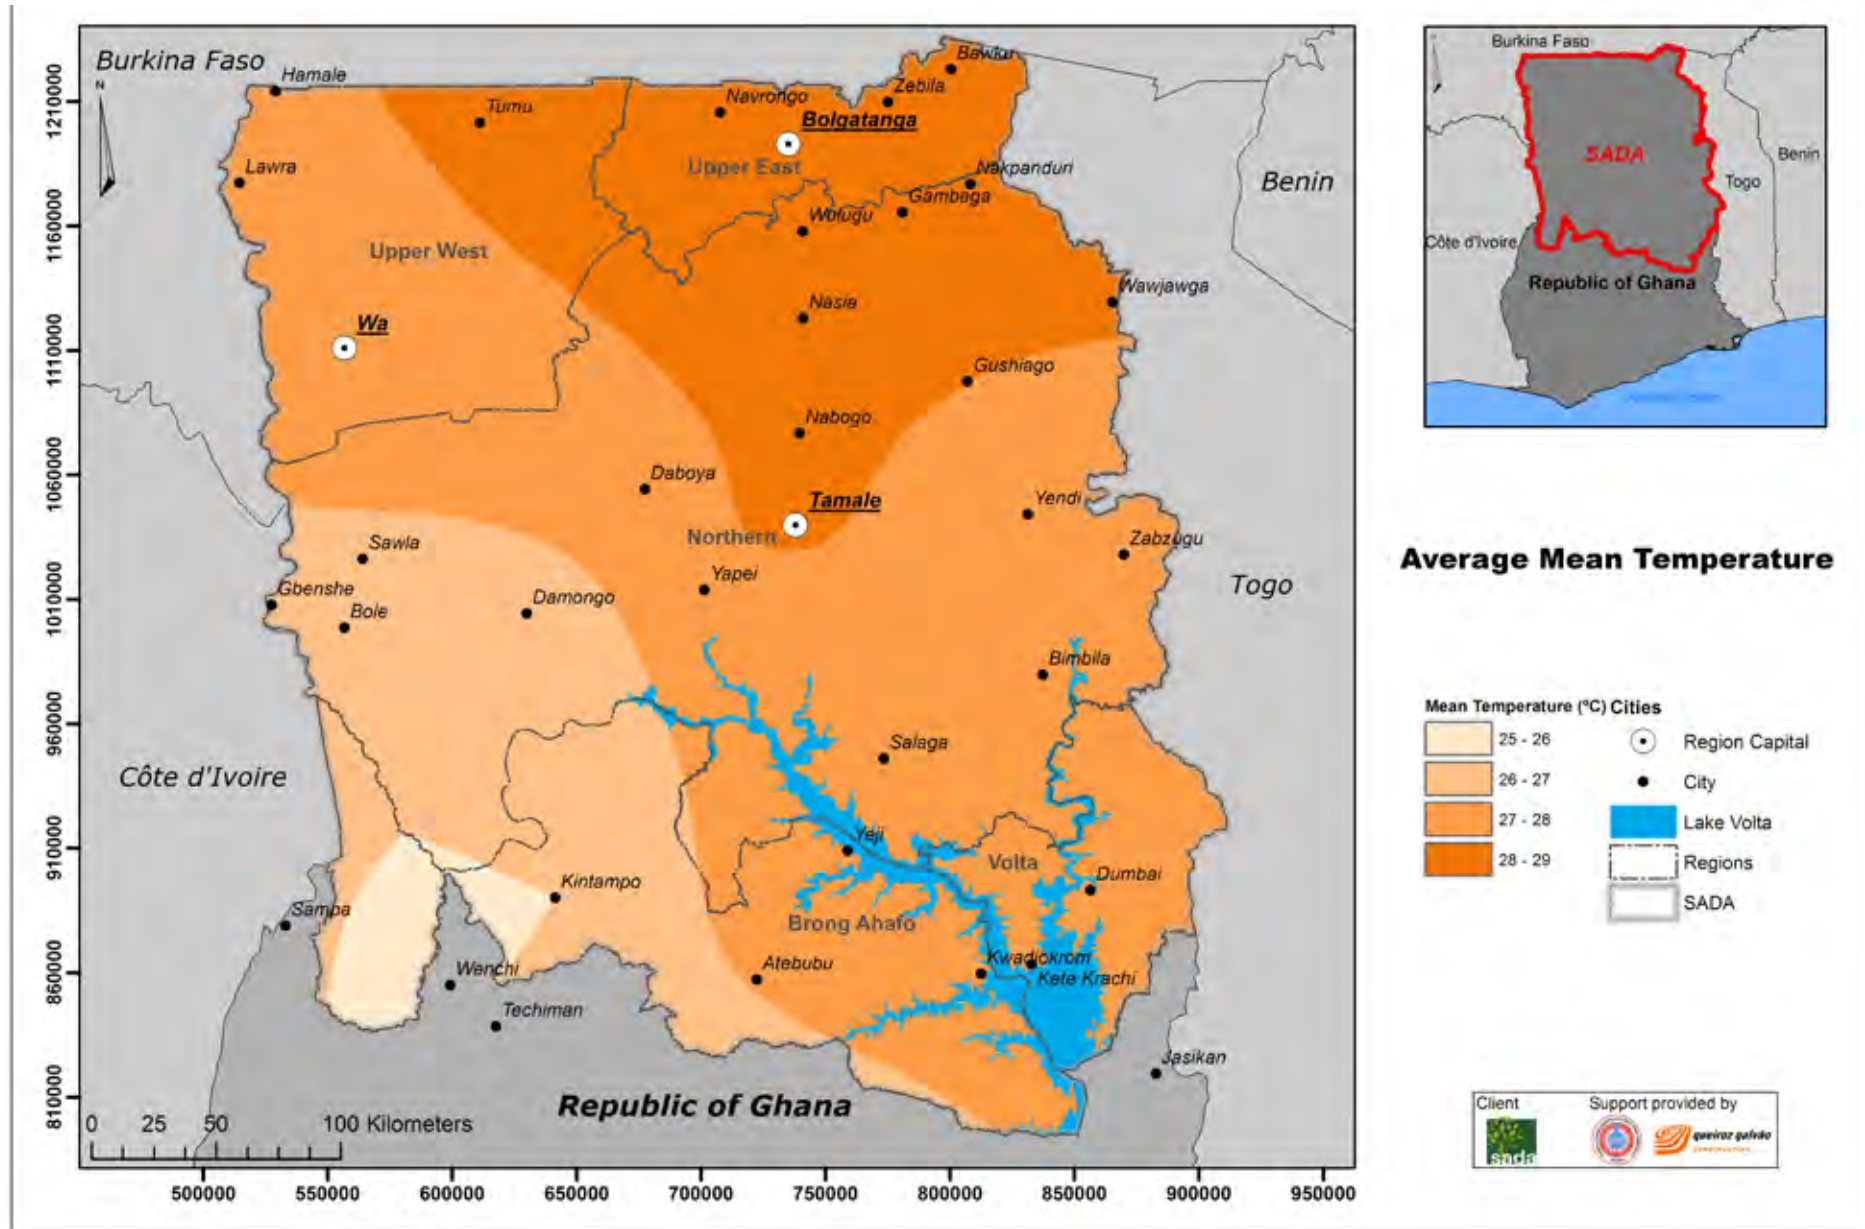 Burkina Faso
Hamale
Bawku
Zebila
Navrongo
Tumu
Bolgatanga
Upper East
Nakpanduri
Lawra
Gambaga
Wolugu
Upper West
Wawjawga
Nasia
Wa
Gushiago
Nabogo
Daboya
Tamale
Yendi
Northern
Zabzugu
Sawla
Yapei
Gbenshe
Bole
Damongo
Togo
Benin
Bimbila
Salaga
Côte d'Ivoire
Yeji
Volta
Dumbai
Kintampo
Sampa
Brong Ahafo
Wenchi
Atebubu
Kwadjokrom
Kete Krachi
Techiman
Jasikan
Republic of Ghana
0 25 50 100 Kilometers
N
1210000
1160000
1110000
1060000
1010000
960000
910000
860000
810000
500000 550000 600000 650000 700000 750000 800000 850000 900000 950000
Burkina Faso
SADA
Benin
Togo
Côte d'Ivoire
Republic of Ghana
Average Mean Temperature
Mean Temperature (ºC) Cities
25 - 26
26 - 27
27 - 28
28 - 29
Region Capital
City
Lake Volta
Regions
SADA
Client
sada
Support provided by
queiroz galvão